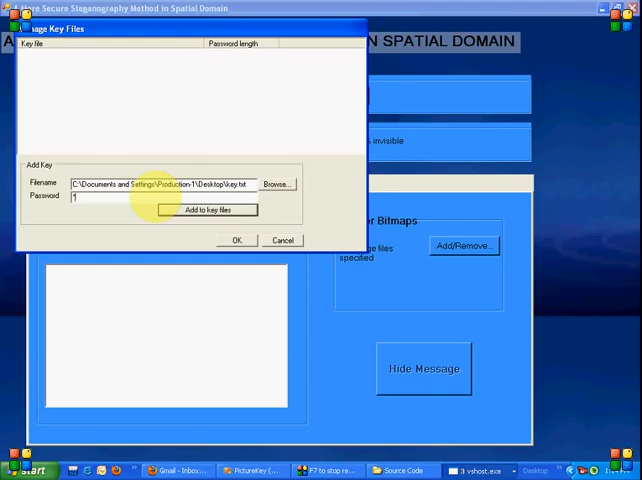 A More Secure Steganography Method in Spatial Domain
age Key Files
A
N SPATIAL DOMAIN
Key file
Password length
invisible
Add Key
Filename
C:\Documents and Settings\Production-1\Desktop\key.txt
Browse...
Password
*
Add to key files
r Bitmaps
OK
Cancel
ge files
specified
Add/Remove...
Hide Message
start
Gmail - Inbox...
PictureKey (
F7 to stop re...
Source Code
3 vshost.exe
Desktop